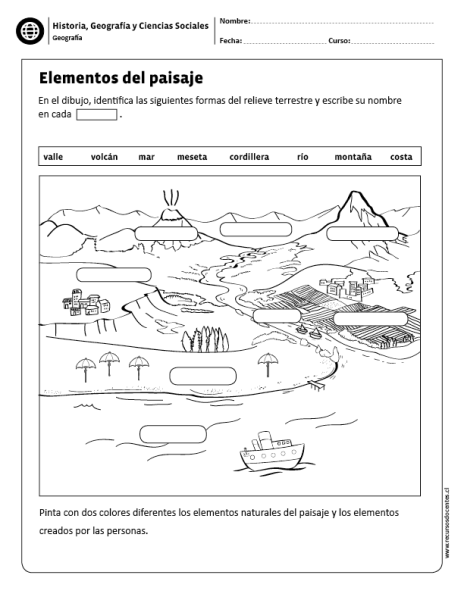 Historia, Geografía y Ciencias Sociales
Geografía
Nombre:
Fecha: Curso:
Elementos del paisaje
En el dibujo, identifica las siguientes formas del relieve terrestre y escribe su nombre
en cada .
valle volcán mar meseta cordillera río montaña costa
Pinta con dos colores diferentes los elementos naturales del paisaje y los elementos
creados por las personas.
www.recursosdocentes.cl